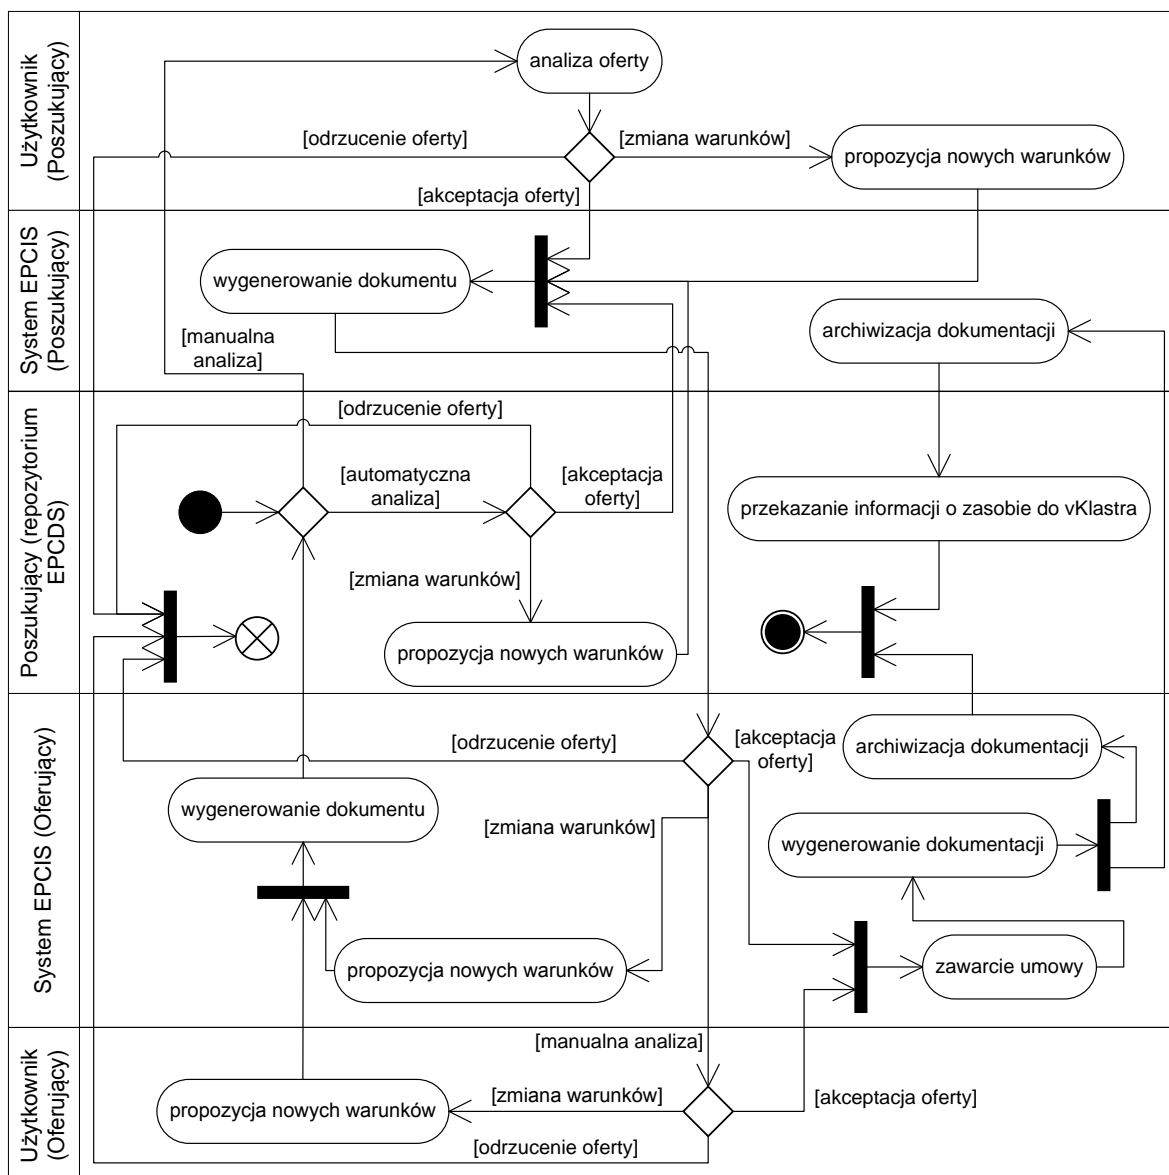 Użytkownik
(Poszukujący)
analiza oferty
[odrzucenie oferty]
[zmiana warunków]
propozycja nowych warunków
[akceptacja oferty]
System EPCIS
(Poszukujący)
wygenerowanie dokumentu
archiwizacja dokumentacji
[manualna
analiza]
Poszukujący (repozytorium
EPCDS)
[odrzucenie oferty]
[automatyczna
analiza]
[akceptacja
oferty]
przekazanie informacji o zasobie do vKlastra
[zmiana warunków]
propozycja nowych warunków
System EPCIS (Oferujący)
[odrzucenie oferty]
[akceptacja
oferty]
archiwizacja dokumentacji
wygenerowanie dokumentu
[zmiana warunków]
wygenerowanie dokumentacji
propozycja nowych warunków
zawarcie umowy
Użytkownik
(Oferujący)
[manualna analiza]
[zmiana warunków]
[akceptacja oferty]
propozycja nowych warunków
[odrzucenie oferty]